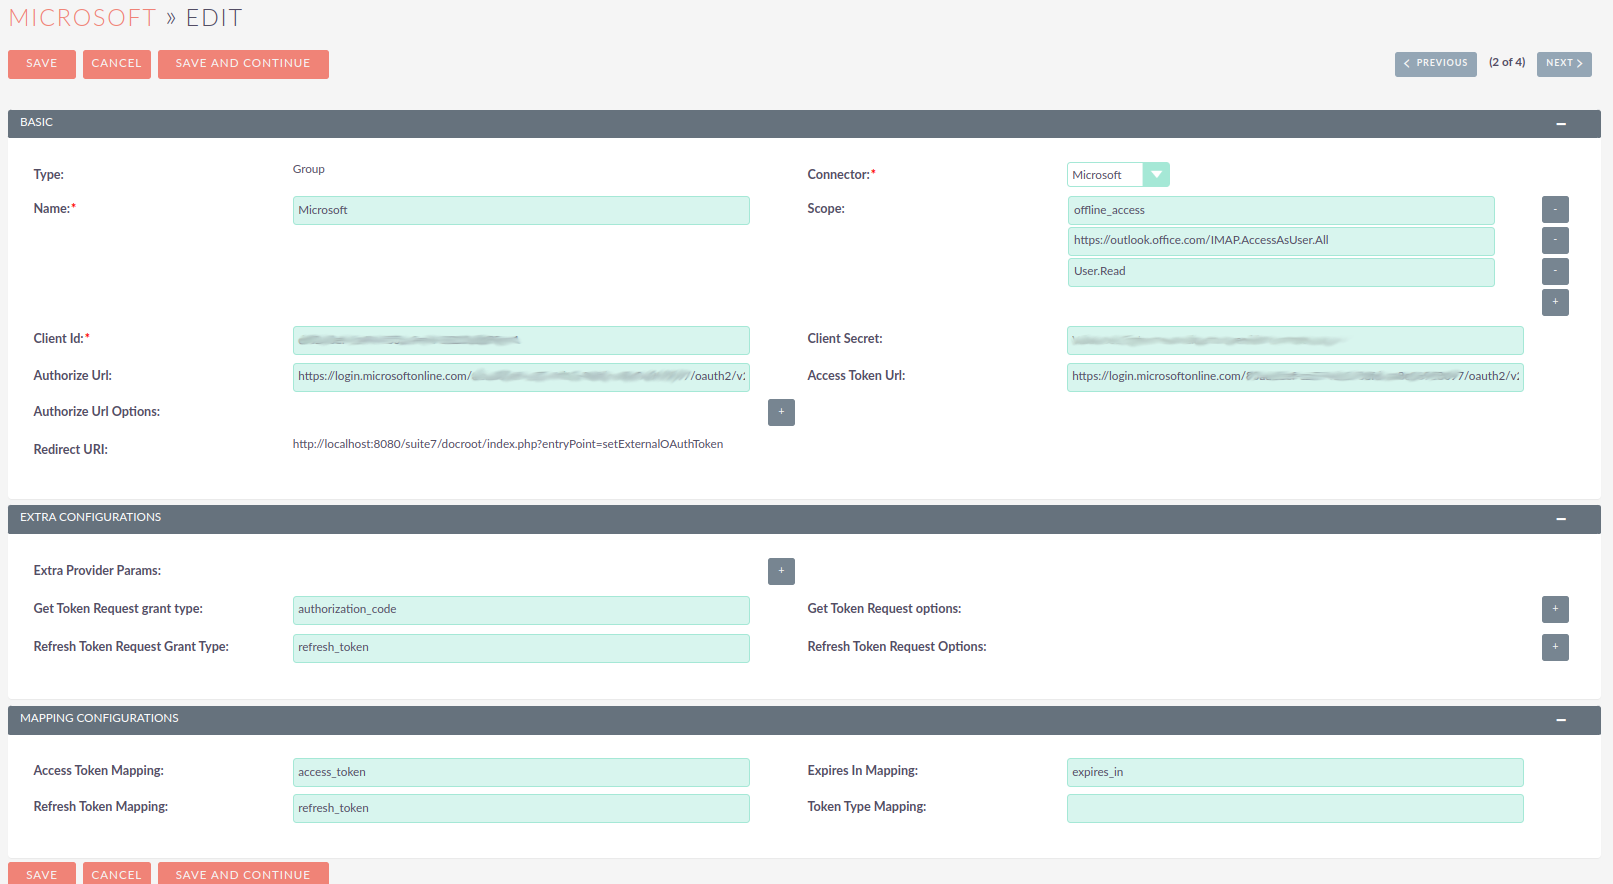 MICROSOFT » EDIT
SAVE CANCEL SAVE AND CONTINUE PREVIOUS (2 of 4) NEXT
BASIC
Type: Group Connector:* Microsoft
Name:* Microsoft Scope: offline_access -
https://outlook.office.com/IMAP.AccessAsUser.All -
User.Read -
+
Client Id:* Client Secret:
Authorize Url: https://login.microsoftonline.com/ /oauth2/v2 Access Token Url: https://login.microsoftonline.com/ 7/oauth2/v2
Authorize Url Options: +
Redirect URI: http://localhost:8080/suite7/docroot/index.php?entryPoint=setExternalOAuthToken
EXTRA CONFIGURATIONS
Extra Provider Params: +
Get Token Request grant type: authorization_code Get Token Request options: +
Refresh Token Request Grant Type: refresh_token Refresh Token Request Options: +
MAPPING CONFIGURATIONS
Access Token Mapping: access_token Expires In Mapping: expires_in
Refresh Token Mapping: refresh_token Token Type Mapping:
SAVE CANCEL SAVE AND CONTINUE